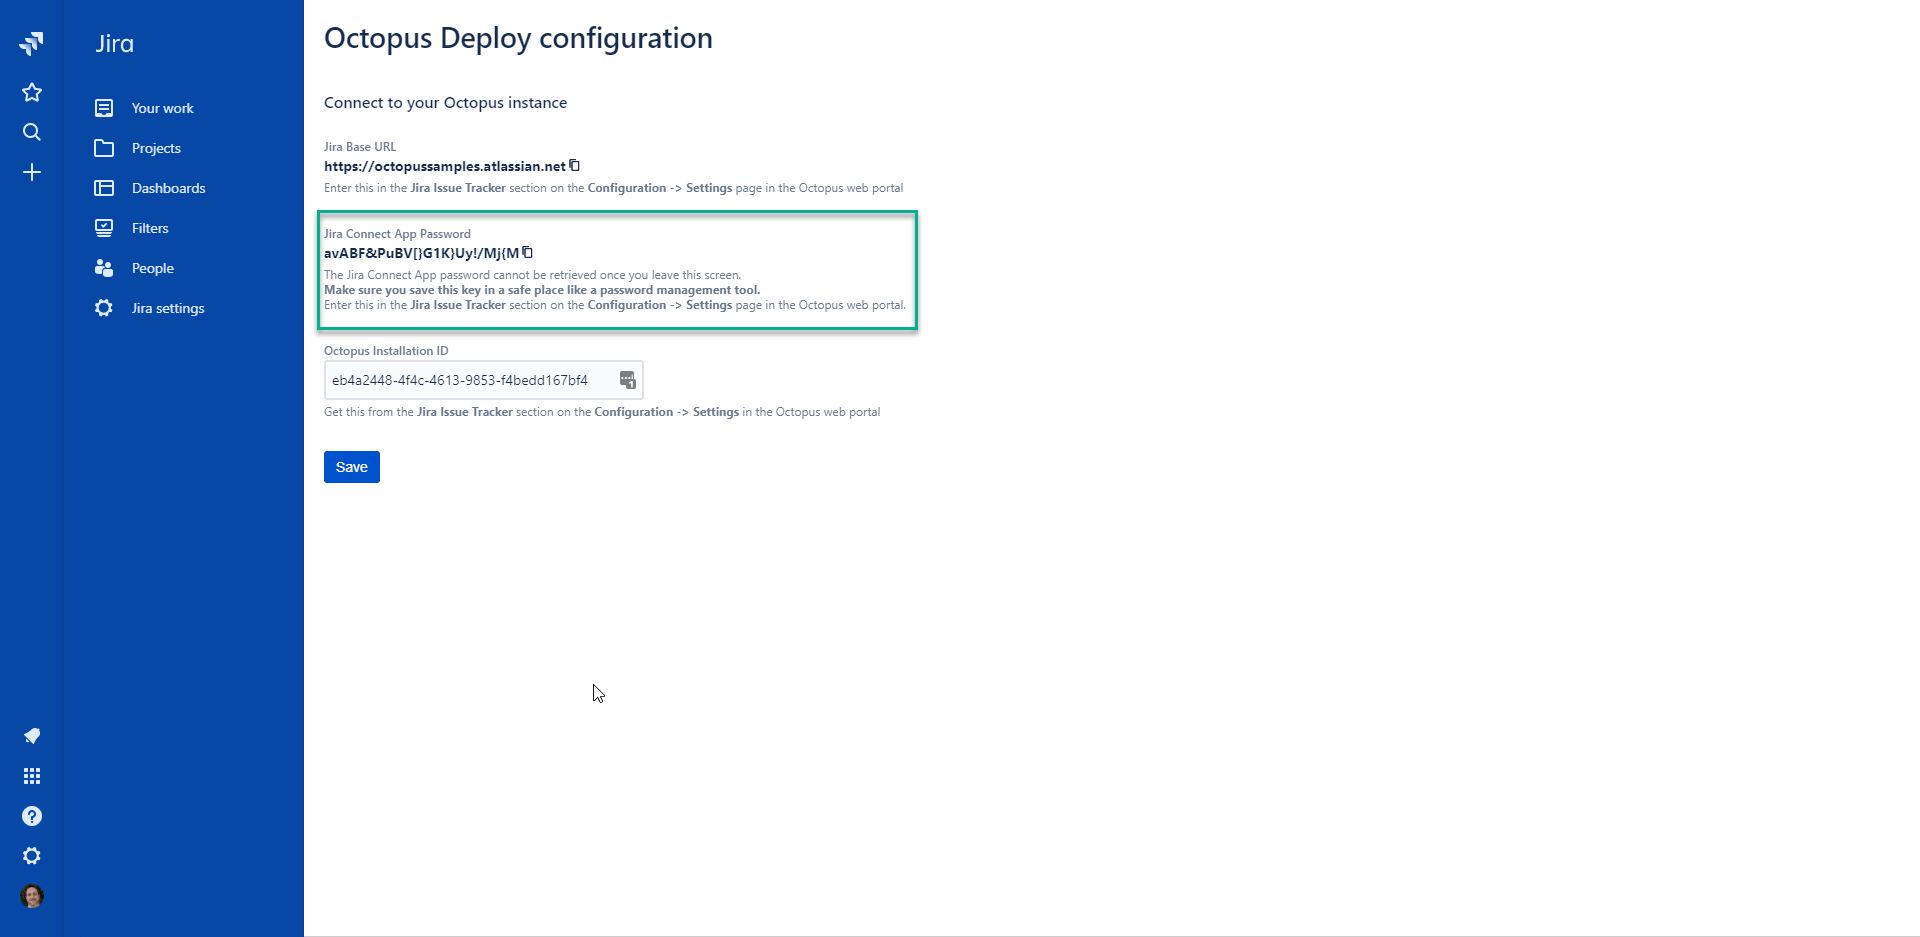 Jira
Your work
Projects
Dashboards
Filters
People
Jira settings
Octopus Deploy configuration
Connect to your Octopus instance
Jira Base URL
https://octopussamples.atlassian.net
Enter this in the Jira Issue Tracker section on the Configuration -> Settings page in the Octopus web portal
Jira Connect App Password
avABF&PuBV[}G1K}Uy!/Mj{M
The Jira Connect App password cannot be retrieved once you leave this screen.
Make sure you save this key in a safe place like a password management tool.
Enter this in the Jira Issue Tracker section on the Configuration -> Settings page in the Octopus web portal.
Octopus Installation ID
eb4a2448-4f4c-4613-9853-f4bedd167bf4
1
Get this from the Jira Issue Tracker section on the Configuration -> Settings in the Octopus web portal
Save